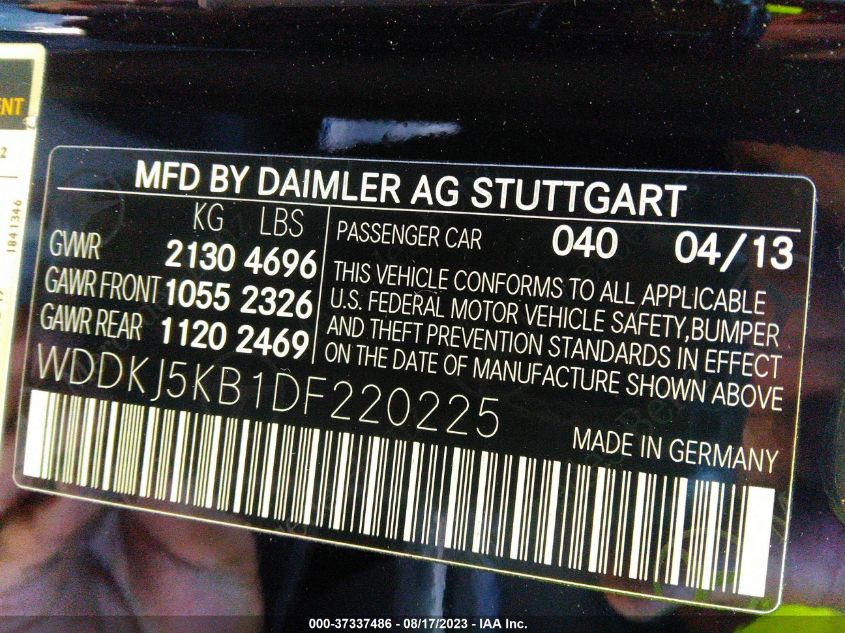 ENT
1841346
MFD BY DAIMLER AG STUTTGART
KG LBS
GVWR 2130 4696
GAWR FRONT 1055 2326
GAWR REAR 1120 2469
PASSENGER CAR 040 04/13
THIS VEHICLE CONFORMS TO ALL APPLICABLE
U.S. FEDERAL MOTOR VEHICLE SAFETY,BUMPER
AND THEFT PREVENTION STANDARDS IN EFFECT
ON THE DATE OF MANUFACTURE SHOWN ABOVE
WDDKJ5KB1DF220225
MADE IN GERMANY
000-37337486 - 08/17/2023 - IAA Inc.